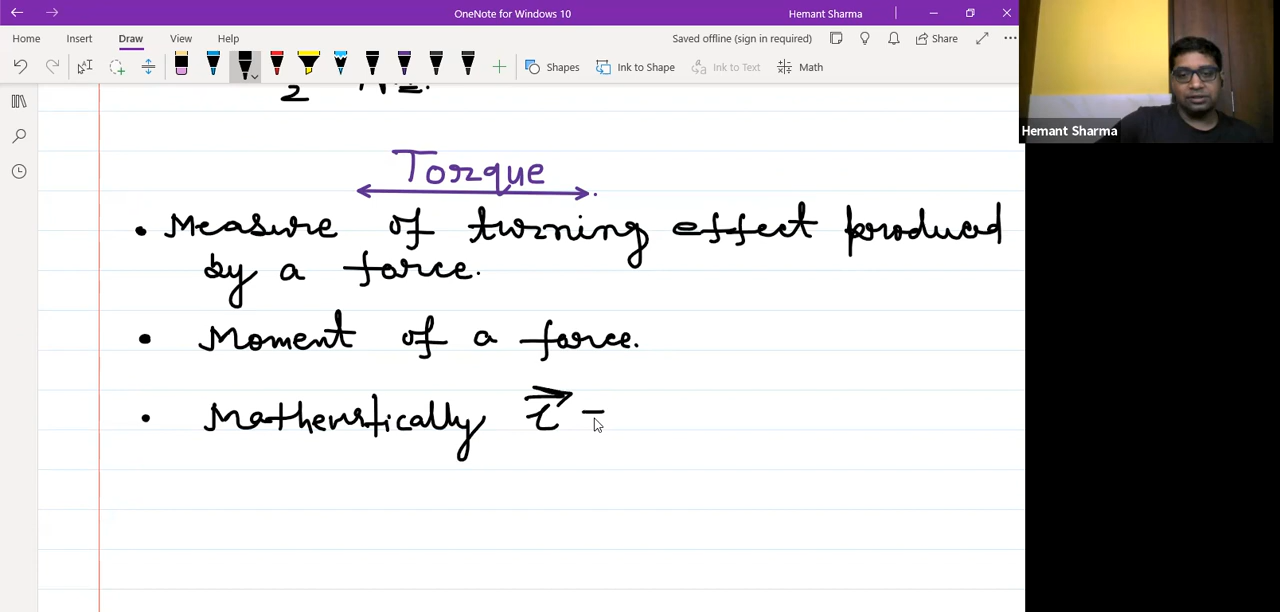 OneNote for Windows 10
Hemant Sharma
Home Insert Draw View Help
Saved offline (sign in required)
Share
Shapes Ink to Shape Ink to Text Math
Hemant Sharma
Torque
• Measure of turning effect produced
by a force.
• Moment of a force.
• Mathematically τ⃗ -